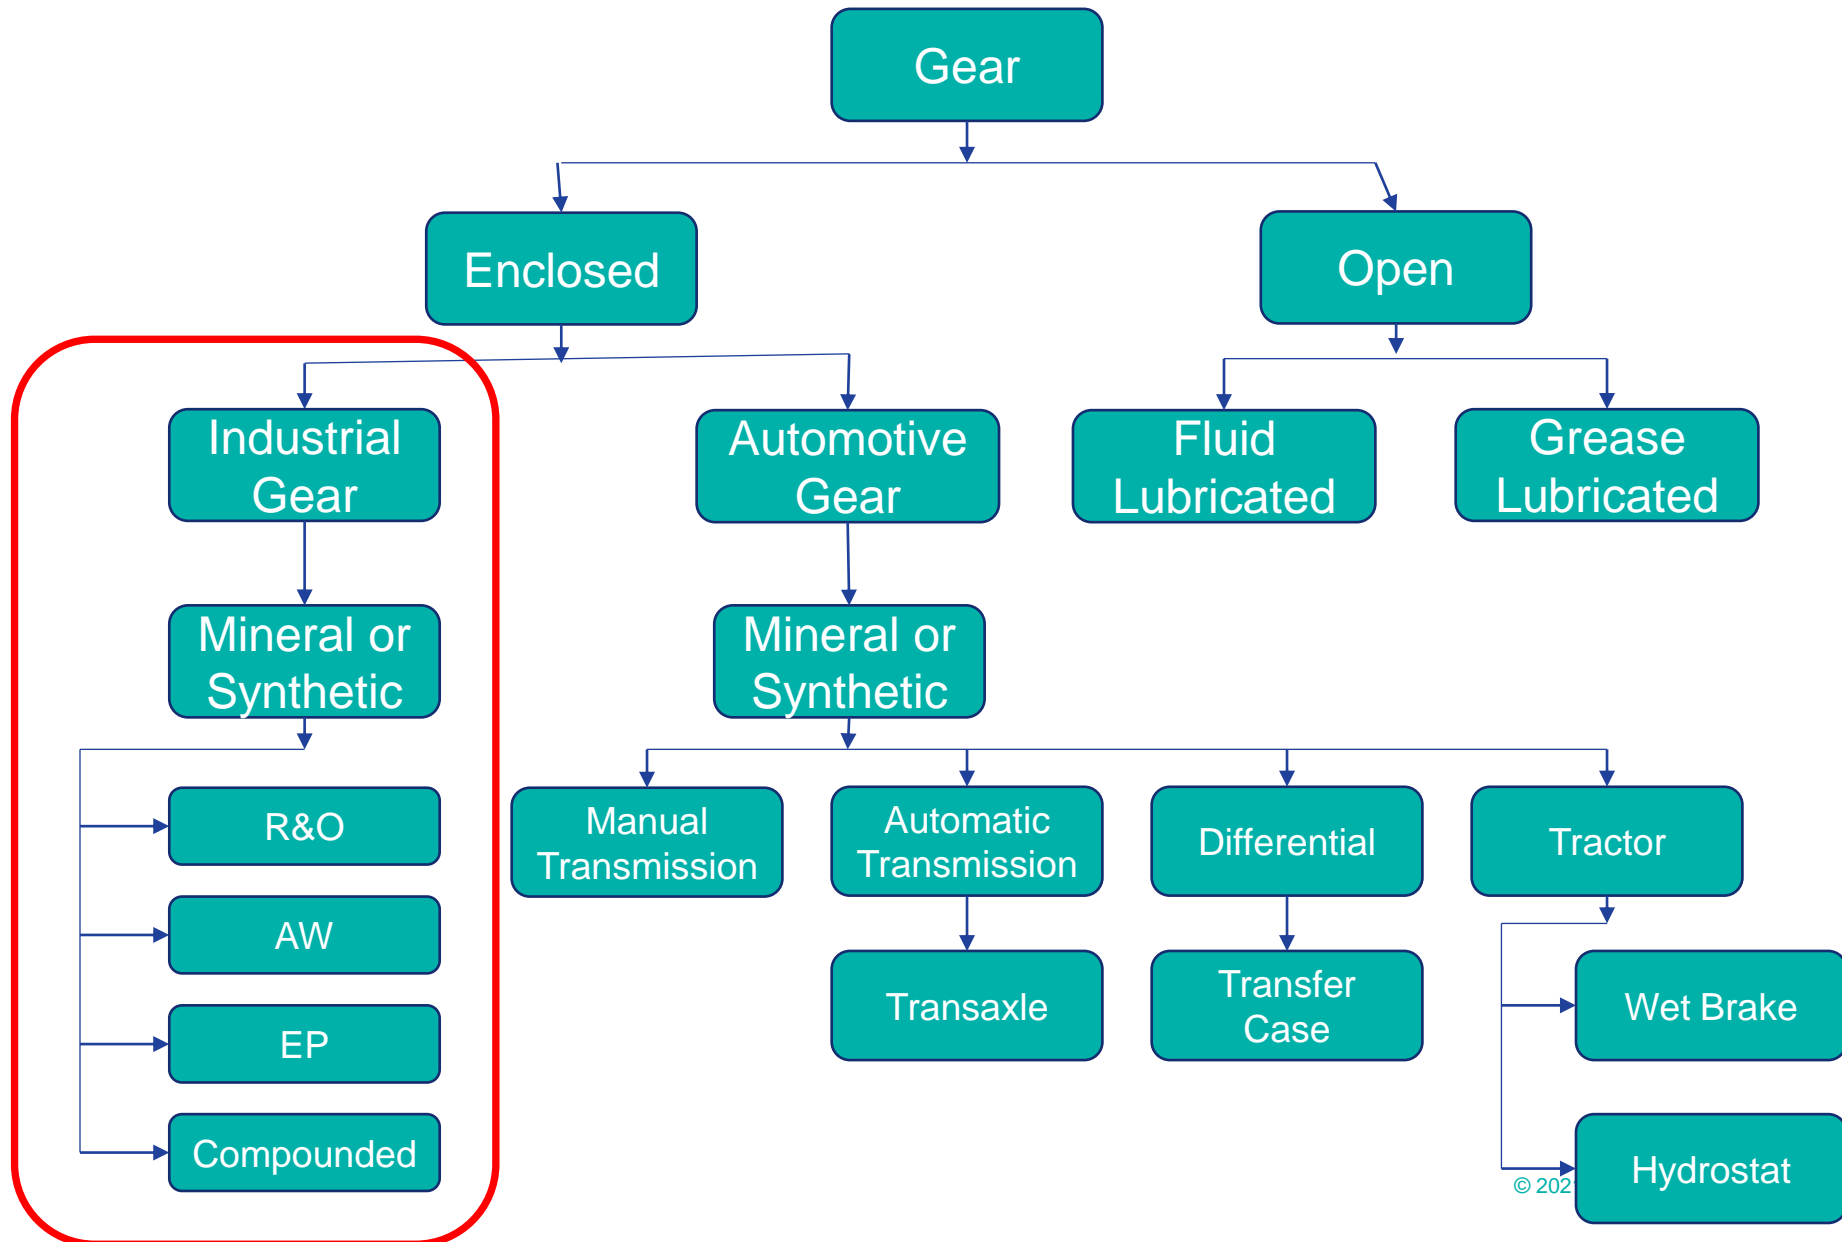 Gear
Enclosed
Open
Industrial
Gear
Automotive
Gear
Fluid
Lubricated
Grease
Lubricated
Mineral or
Synthetic
Mineral or
Synthetic
R&O
AW
EP
Compounded
Manual
Transmission
Automatic
Transmission
Differential
Tractor
Transaxle
Transfer
Case
Wet Brake
Hydrostat
©